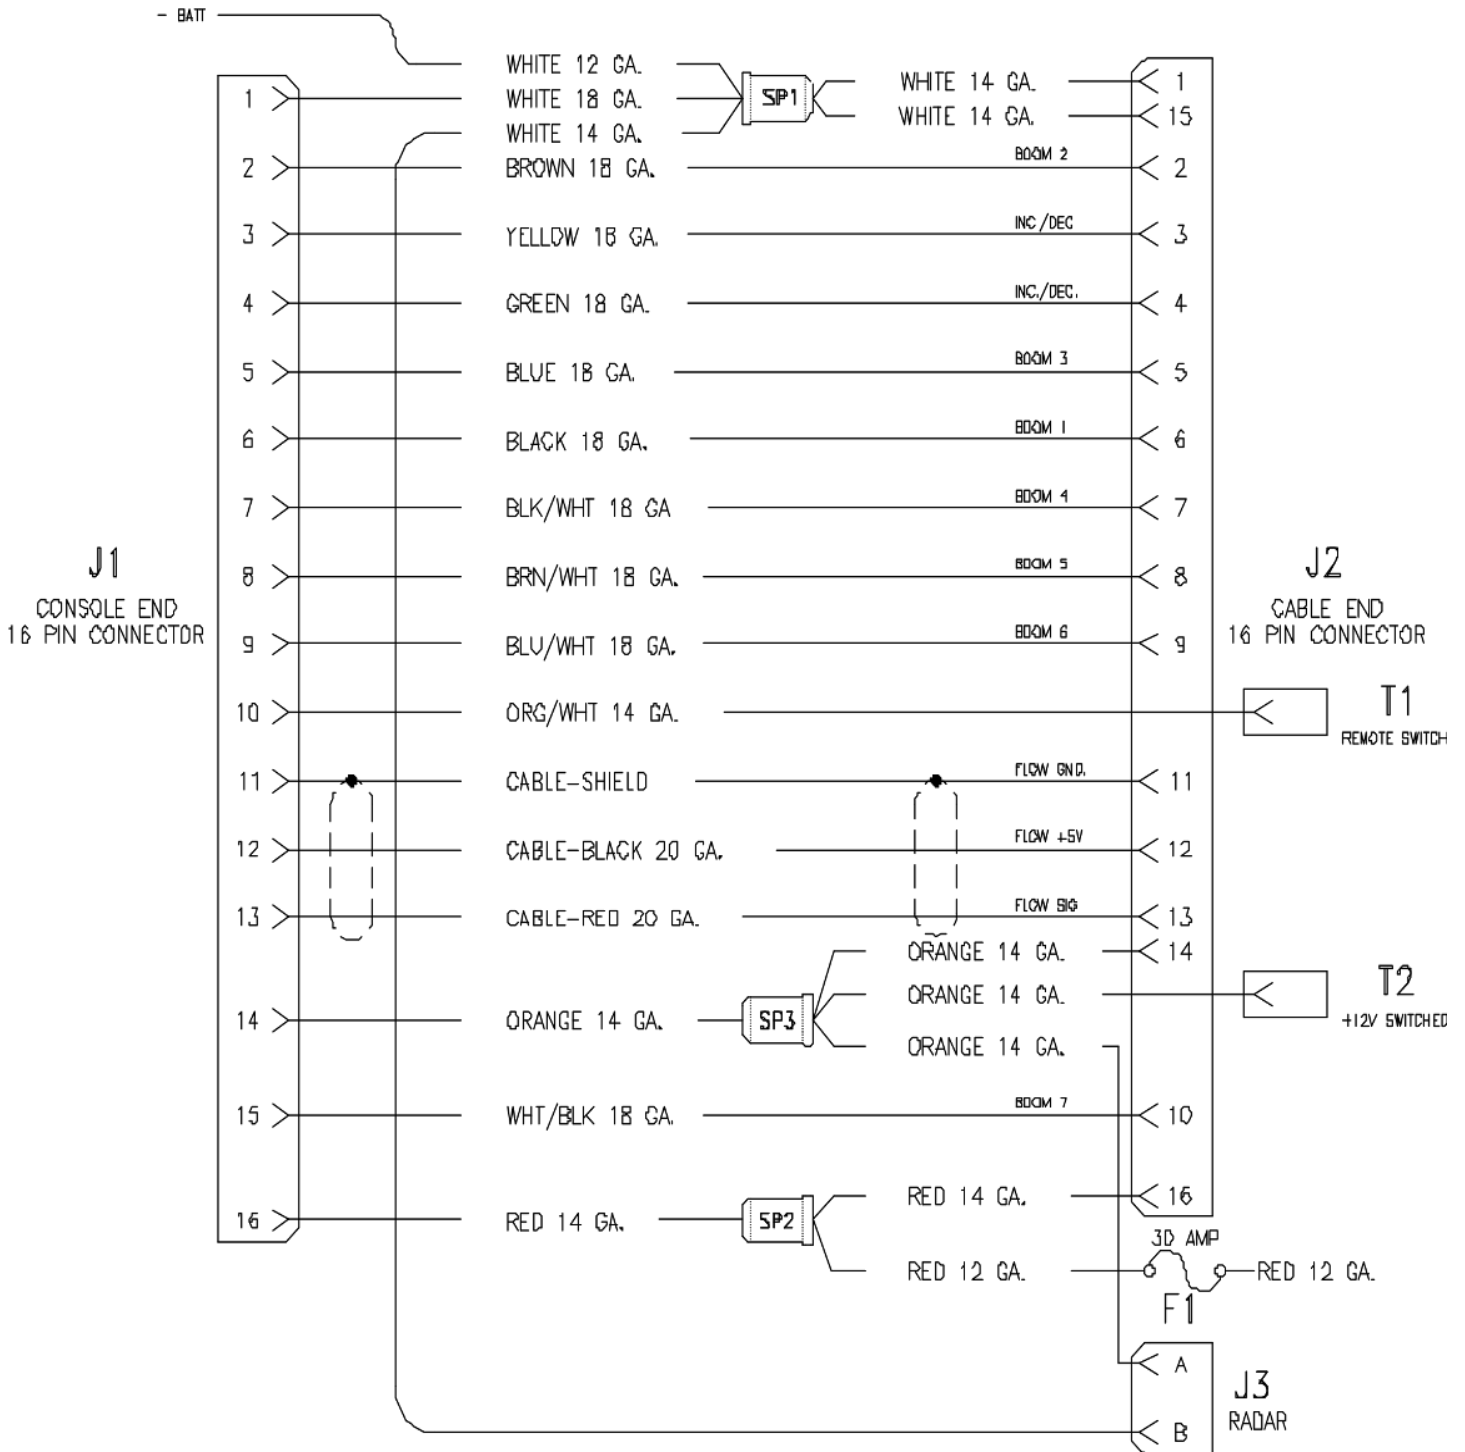 - BATT
WHITE 12 GA.
1 WHITE 18 GA. SP1 WHITE 14 GA. 1
WHITE 14 GA. WHITE 14 GA. 15
2 BROWN 18 GA. BOOM 2 2
3 YELLOW 18 GA. INC/DEC 3
4 GREEN 18 GA. INC./DEC. 4
5 BLUE 18 GA. BOOM 3 5
6 BLACK 18 GA. BOOM 1 6
7 BLK/WHT 18 GA BOOM 4 7
J1
CONSOLE END
16 PIN CONNECTOR
8 BRN/WHT 18 GA. BOOM 5 8
J2
CABLE END
16 PIN CONNECTOR
9 BLU/WHT 18 GA. BOOM 6 9
10 ORG/WHT 14 GA. T1
REMOTE SWITCH
11 CABLE-SHIELD FLOW GND. 11
12 CABLE-BLACK 20 GA. FLOW +5V 12
13 CABLE-RED 20 GA. FLOW SIG 13
ORANGE 14 GA. 14
ORANGE 14 GA. T2
+12V SWITCHED
14 ORANGE 14 GA. SP3
ORANGE 14 GA.
15 WHT/BLK 18 GA. BOOM 7 10
RED 14 GA. 16
16 RED 14 GA. SP2
30 AMP
RED 12 GA. RED 12 GA.
F1
A
J3
RADAR
B